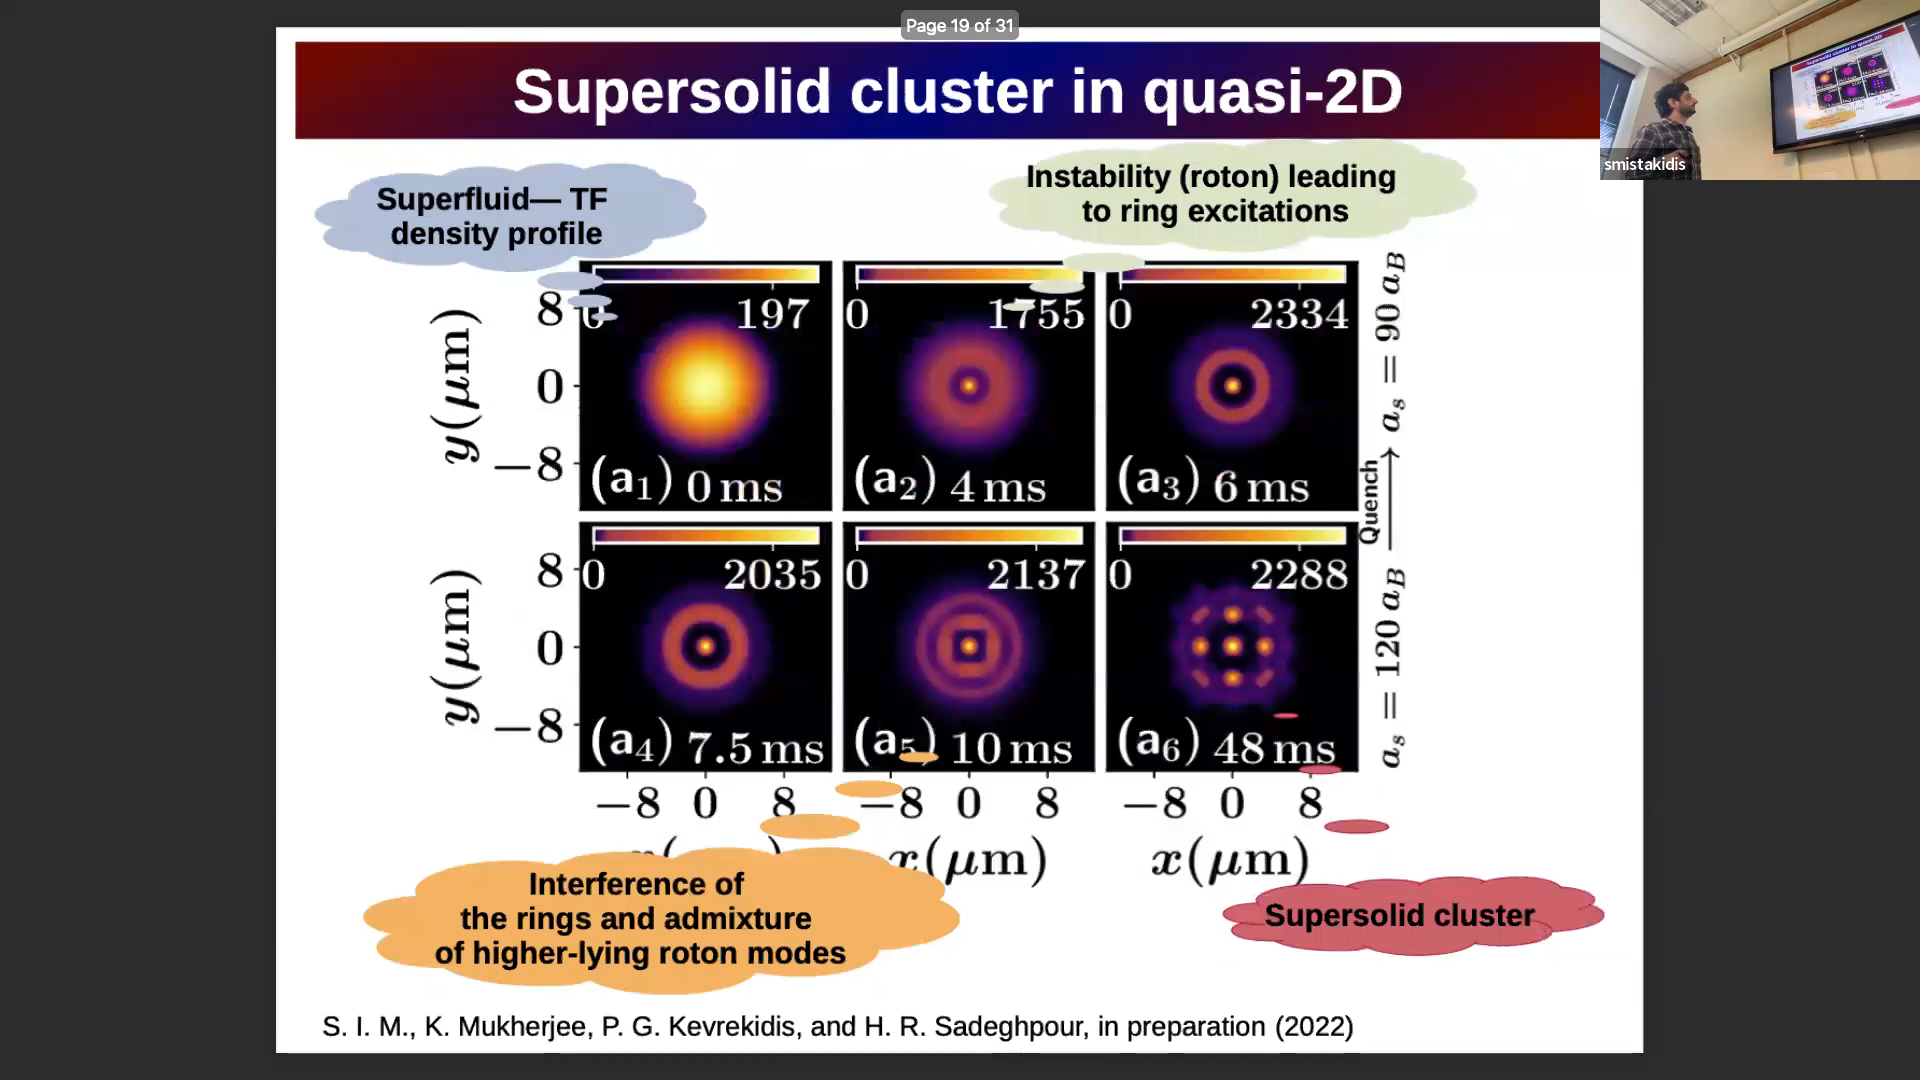 Page 19 of 31
Supersolid cluster in quasi-2D
smistakidis
Superfluid— TF
density profile
Instability (roton) leading
to ring excitations
0 197
0 1755
0 2334
y(μm)
8
0
−8
(a1) 0 ms
(a2) 4 ms
(a3) 6 ms
as = 120 aB
Quench
as = 90 aB
0 2035
0 2137
0 2288
y(μm)
8
0
−8
(a4) 7.5 ms
(a5) 10 ms
(a6) 48 ms
−8 0 8
−8 0 8
−8 0 8
x(μm)
x(μm)
Interference of
the rings and admixture
of higher-lying roton modes
Supersolid cluster
S. I. M., K. Mukherjee, P. G. Kevrekidis, and H. R. Sadeghpour, in preparation (2022)